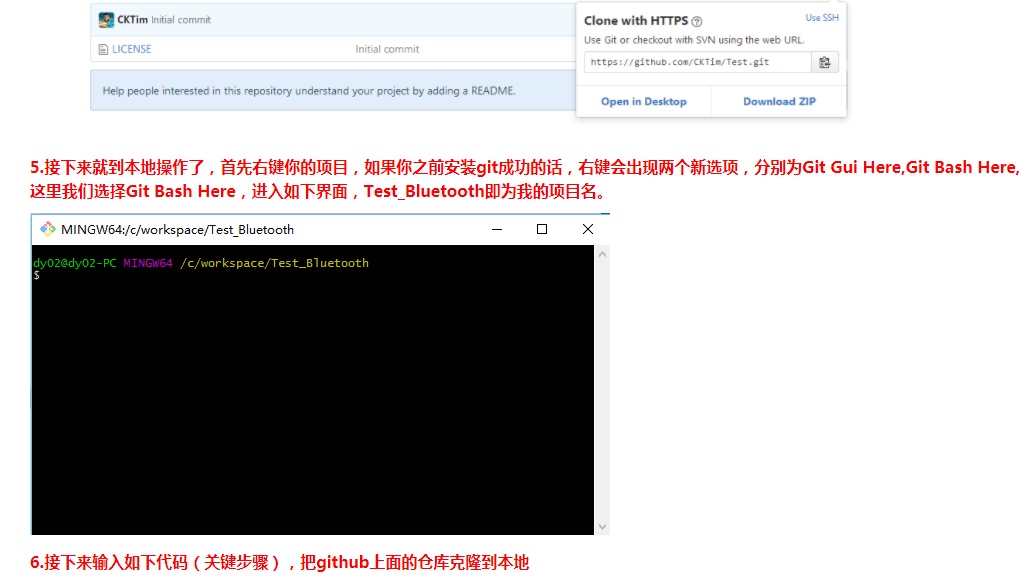 CKTim Initial commit
LICENSE Initial commit
Help people interested in this repository understand your project by adding a README.
Clone with HTTPS Use SSH
Use Git or checkout with SVN using the web URL.
https://github.com/CKTim/Test.git
Open in Desktop Download ZIP
5.接下来就到本地操作了，首先右键你的项目，如果你之前安装git成功的话，右键会出现两个新选项，分别为Git Gui Here,Git Bash Here,
这里我们选择Git Bash Here，进入如下界面，Test_Bluetooth即为我的项目名。
MINGW64:/c/workspace/Test_Bluetooth
dy02@dy02-PC MINGW64 /c/workspace/Test_Bluetooth
$
6.接下来输入如下代码（关键步骤），把github上面的仓库克隆到本地